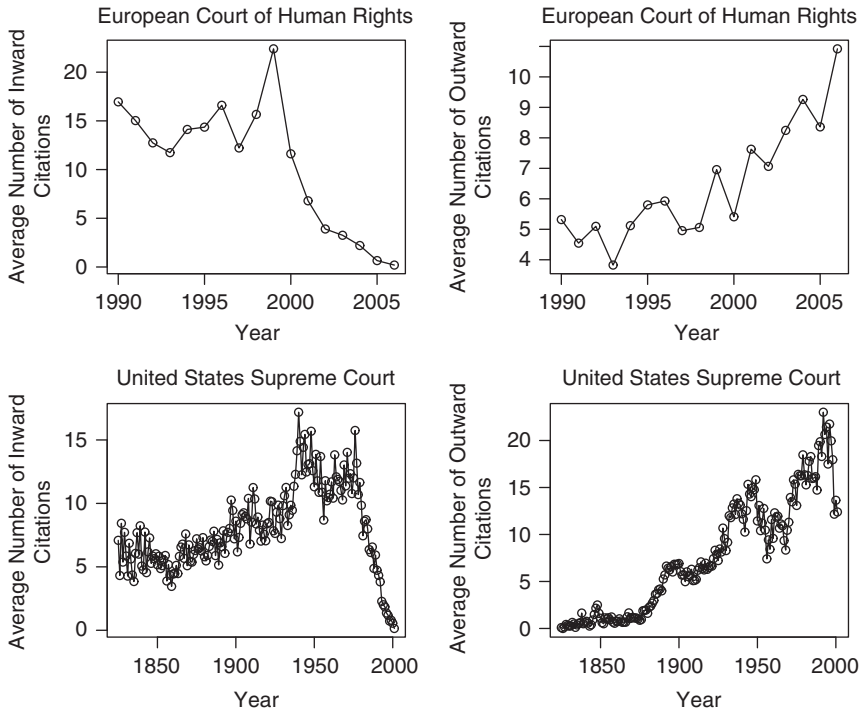 European Court of Human Rights
Average Number of Inward
Citations
20
15
10
5
0
1990 1995 2000 2005
Year
European Court of Human Rights
Average Number of Outward
Citations
10
9
8
7
6
5
4
1990 1995 2000 2005
Year
United States Supreme Court
Average Number of Inward
Citations
15
10
5
0
1850 1900 1950 2000
Year
United States Supreme Court
Average Number of Outward
Citations
20
15
10
5
0
1850 1900 1950 2000
Year